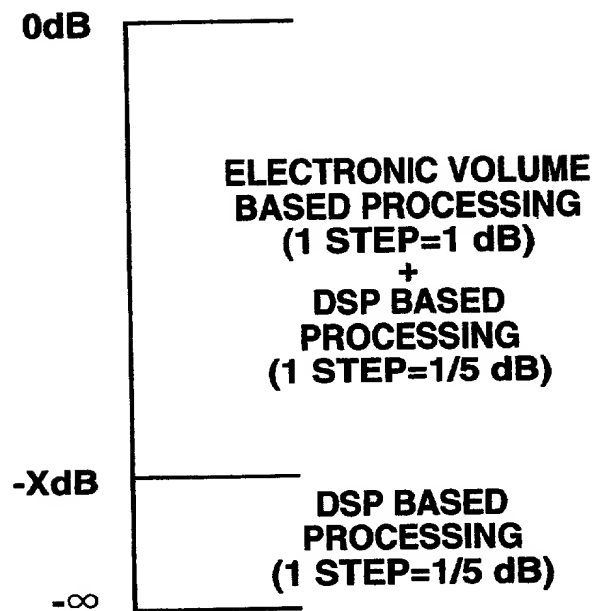 0dB
ELECTRONIC VOLUME
BASED PROCESSING
(1 STEP=1 dB)
+
DSP BASED
PROCESSING
(1 STEP=1/5 dB)
-XdB
DSP BASED
PROCESSING
(1 STEP=1/5 dB)
-∞